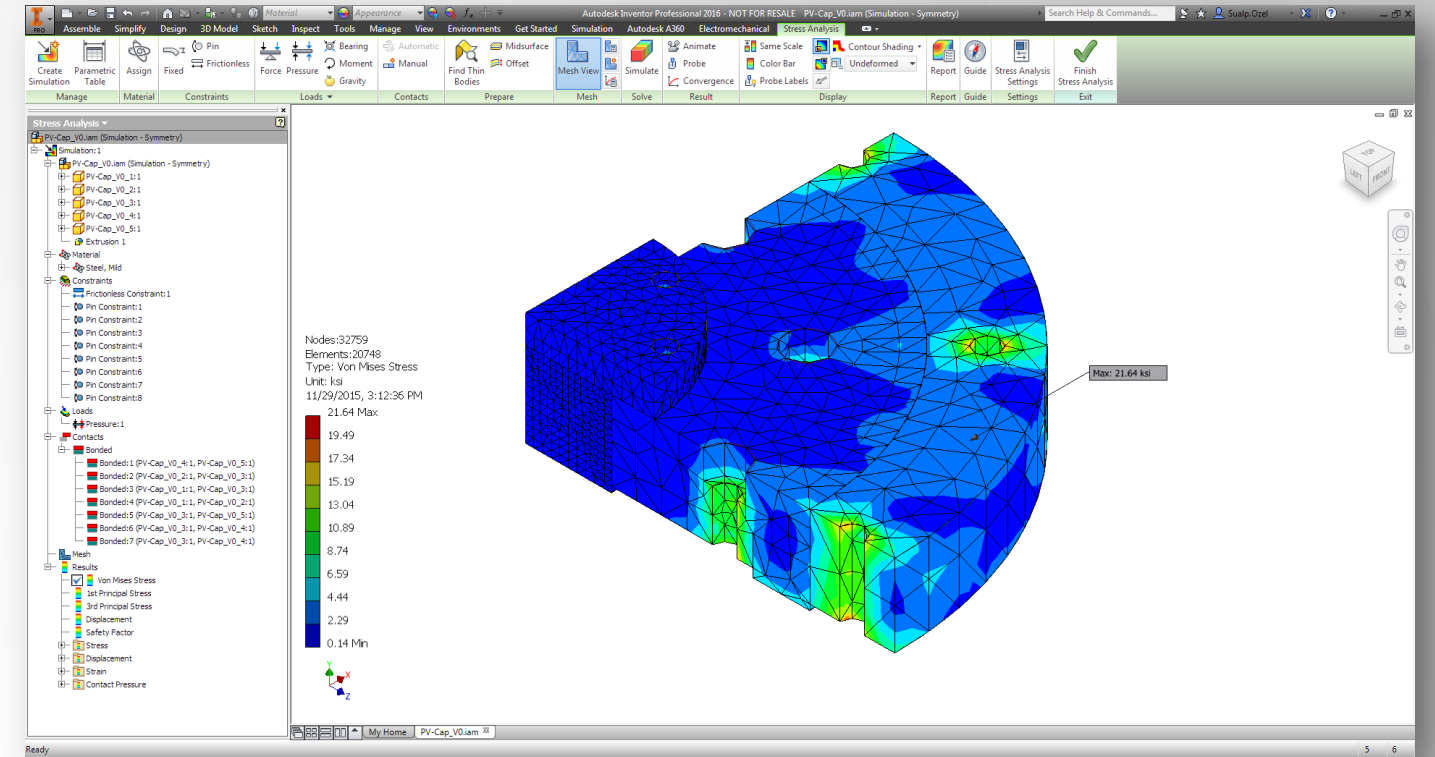 Material
Appearance
Autodesk Inventor Professional 2016 - NOT FOR RESALE PV-Cap_V0.iam (Simulation - Symmetry)
Search Help & Commands...
Sualp.Ozel
PRO
Assemble Simplify Design 3D Model Sketch Inspect Tools Manage View Environments Get Started Simulation Autodesk A360 Electromechanical Stress Analysis
Create Simulation
Parametric Table
Assign
Fixed
Pin
Frictionless
Force
Pressure
Bearing
Moment
Gravity
Automatic
Manual
Find Thin Bodies
Midsurface
Offset
Mesh View
Simulate
Animate
Probe
Convergence
Same Scale
Color Bar
Probe Labels
Contour Shading
Undeformed
Report
Guide
Stress Analysis Settings
Finish Stress Analysis
Manage Material Constraints Loads Contacts Prepare Mesh Solve Result Display Report Guide Settings Exit
Stress Analysis
PV-Cap_V0.iam (Simulation - Symmetry)
Simulation:1
PV-Cap_V0.iam (Simulation - Symmetry)
PV-Cap_V0_1:1
PV-Cap_V0_2:1
PV-Cap_V0_3:1
PV-Cap_V0_4:1
PV-Cap_V0_5:1
Extrusion 1
Material
Steel, Mild
Constraints
Frictionless Constraint:1
Pin Constraint:1
Pin Constraint:2
Pin Constraint:3
Pin Constraint:4
Pin Constraint:5
Pin Constraint:6
Pin Constraint:7
Pin Constraint:8
Loads
Pressure:1
Contacts
Bonded
Bonded:1 (PV-Cap_V0_4:1, PV-Cap_V0_5:1)
Bonded:2 (PV-Cap_V0_2:1, PV-Cap_V0_3:1)
Bonded:3 (PV-Cap_V0_1:1, PV-Cap_V0_3:1)
Bonded:4 (PV-Cap_V0_1:1, PV-Cap_V0_2:1)
Bonded:5 (PV-Cap_V0_3:1, PV-Cap_V0_5:1)
Bonded:6 (PV-Cap_V0_3:1, PV-Cap_V0_4:1)
Bonded:7 (PV-Cap_V0_3:1, PV-Cap_V0_4:1)
Mesh
Results
Von Mises Stress
1st Principal Stress
3rd Principal Stress
Displacement
Safety Factor
Stress
Displacement
Strain
Contact Pressure
Nodes:32759
Elements:20748
Type: Von Mises Stress
Unit: ksi
11/29/2015, 3:12:36 PM
21.64 Max
19.49
17.34
15.19
13.04
10.89
8.74
6.59
4.44
2.29
0.14 Min
Y
X
Z
Max: 21.64 ksi
TOP
LEFT
FRONT
My Home
PV-Cap_V0.iam
Ready
5 6